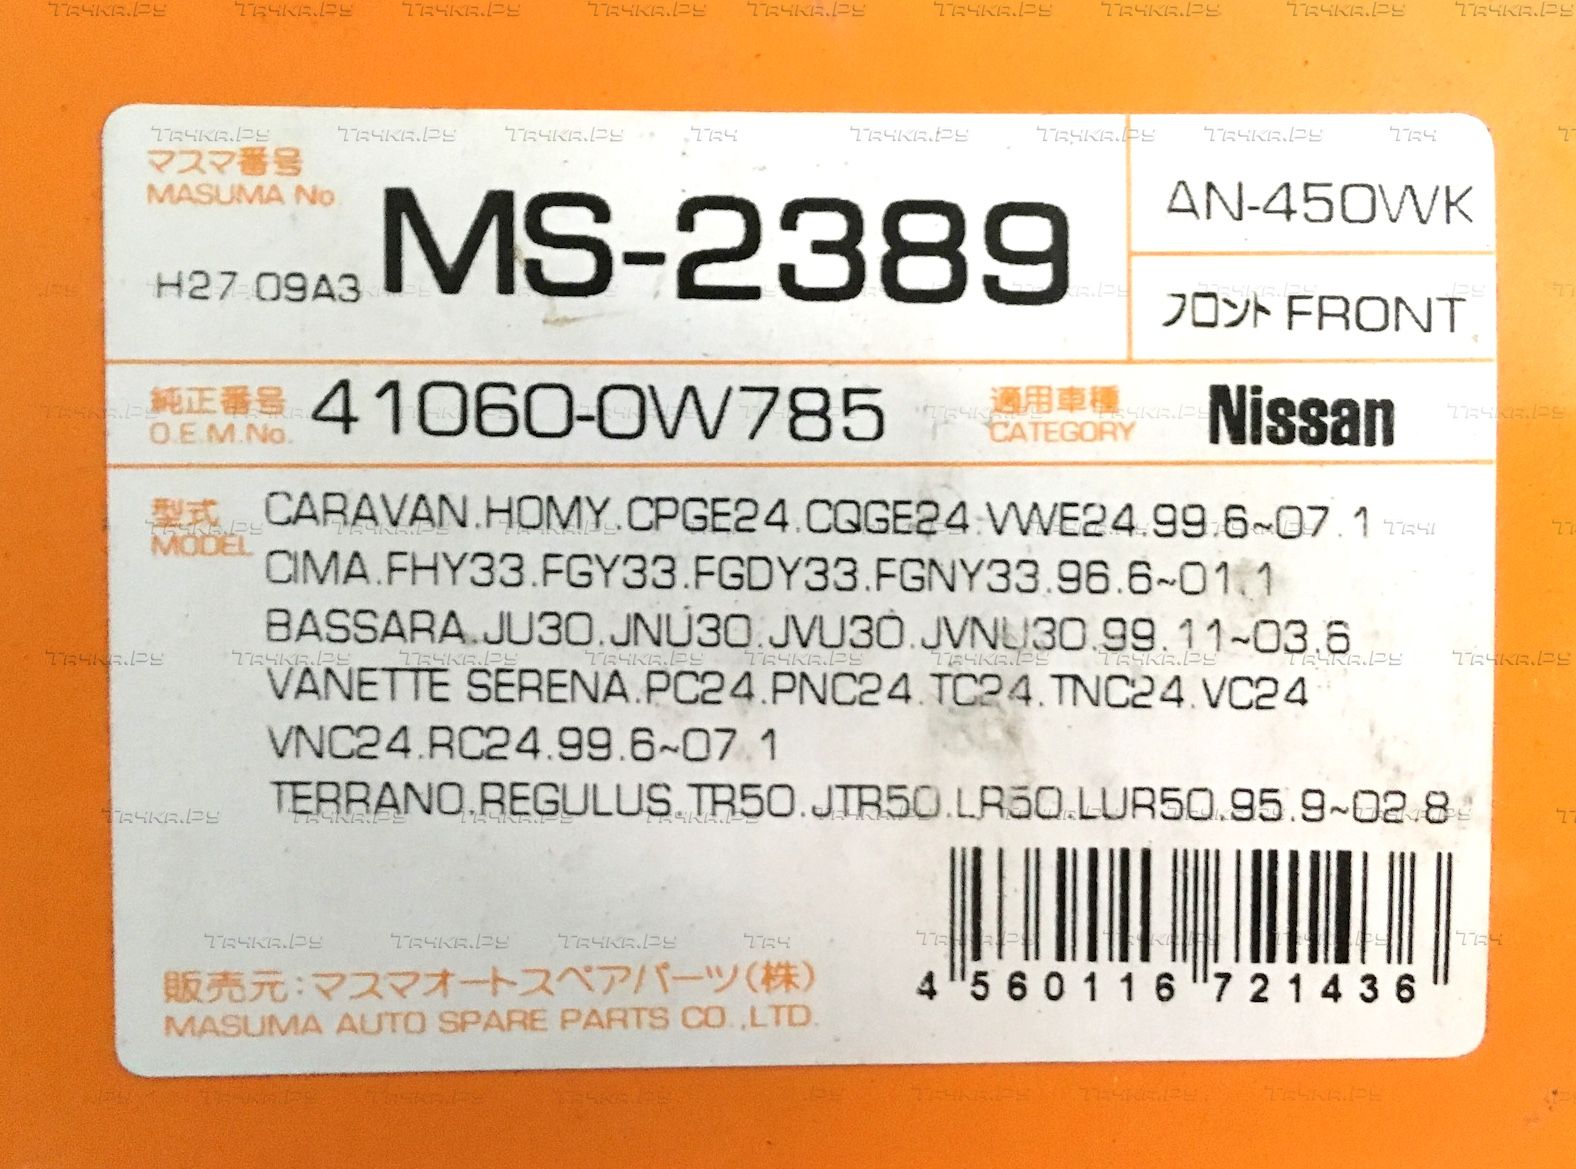 マスマ番号
MASUMA No.
H27.09A3
MS-2389
AN-450WK
フロント FRONT
純正番号
O.E.M.No.
41060-0W785
適用車種
CATEGORY
Nissan
型式
MODEL
CARAVAN.HOMY.CPGE24.CQGE24.VWE24.99.6~07.1
CIMA.FHY33.FGY33.FGDY33.FGNY33.96.6~01.1
BASSARA.JU30.JNU30.JVU30.JVNU30.99.11~03.6
VANETTE SERENA.PC24.PNC24.TC24.TNC24.VC24
VNC24.RC24.99.6~07.1
TERRANO.REGULUS.TR50.JTR50.LR50.LUR50.95.9~02.8
4 560116 721436
販売元:マスマオートスペアパーツ(株)
MASUMA AUTO SPARE PARTS CO.,LTD.
Тачка.Ру